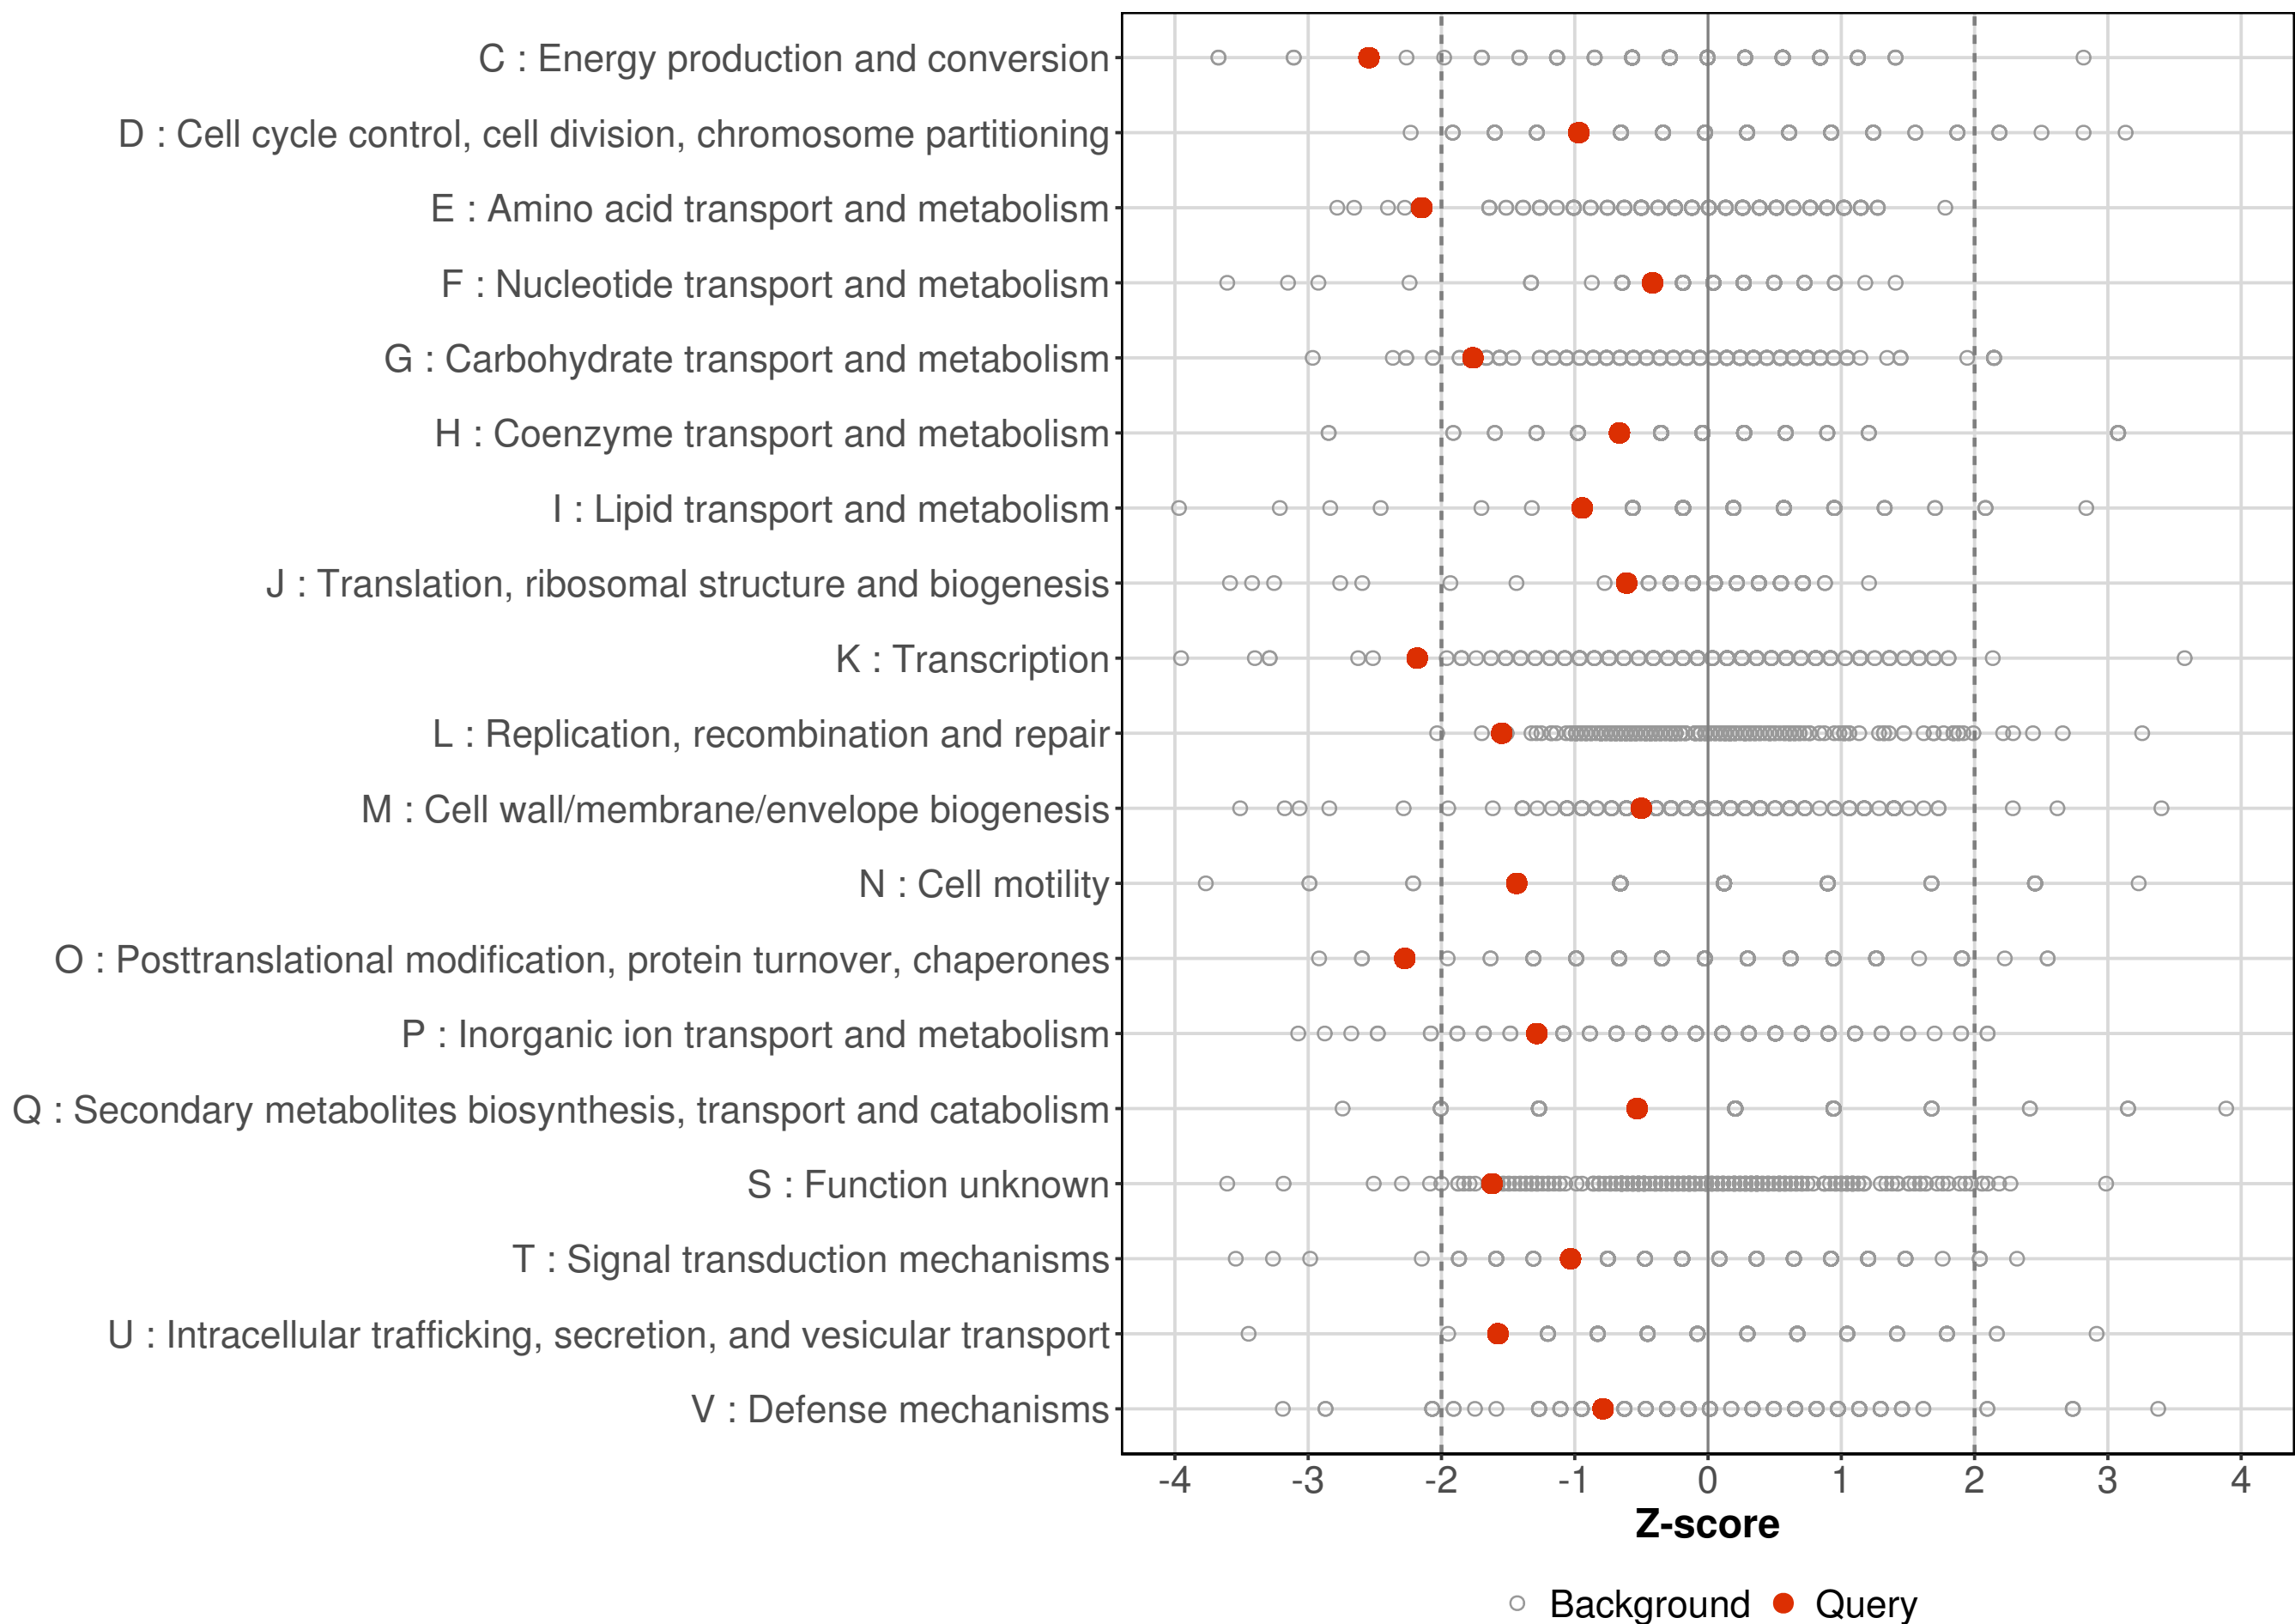 C : Energy production and conversion
D : Cell cycle control, cell division, chromosome partitioning
E : Amino acid transport and metabolism
F : Nucleotide transport and metabolism
G : Carbohydrate transport and metabolism
H : Coenzyme transport and metabolism
I : Lipid transport and metabolism
J : Translation, ribosomal structure and biogenesis
K : Transcription
L : Replication, recombination and repair
M : Cell wall/membrane/envelope biogenesis
N : Cell motility
O : Posttranslational modification, protein turnover, chaperones
P : Inorganic ion transport and metabolism
Q : Secondary metabolites biosynthesis, transport and catabolism
S : Function unknown
T : Signal transduction mechanisms
U : Intracellular trafficking, secretion, and vesicular transport
V : Defense mechanisms
-4 -3 -2 -1 0 1 2 3 4
Z-score
Background Query